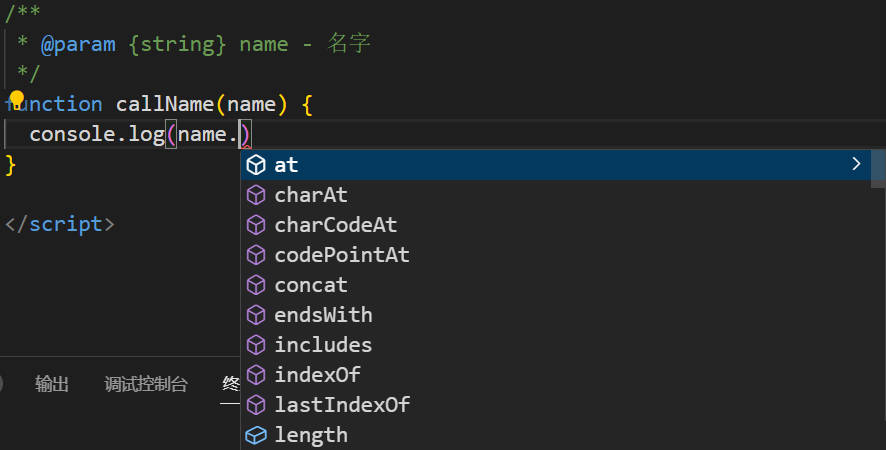 /**
 * @param {string} name - 名字
 */
function callName(name) {
  console.log(name.)
}
</script>
at
charAt
charCodeAt
codePointAt
concat
endsWith
includes
indexOf
lastIndexOf
length
输出 调试控制台 终